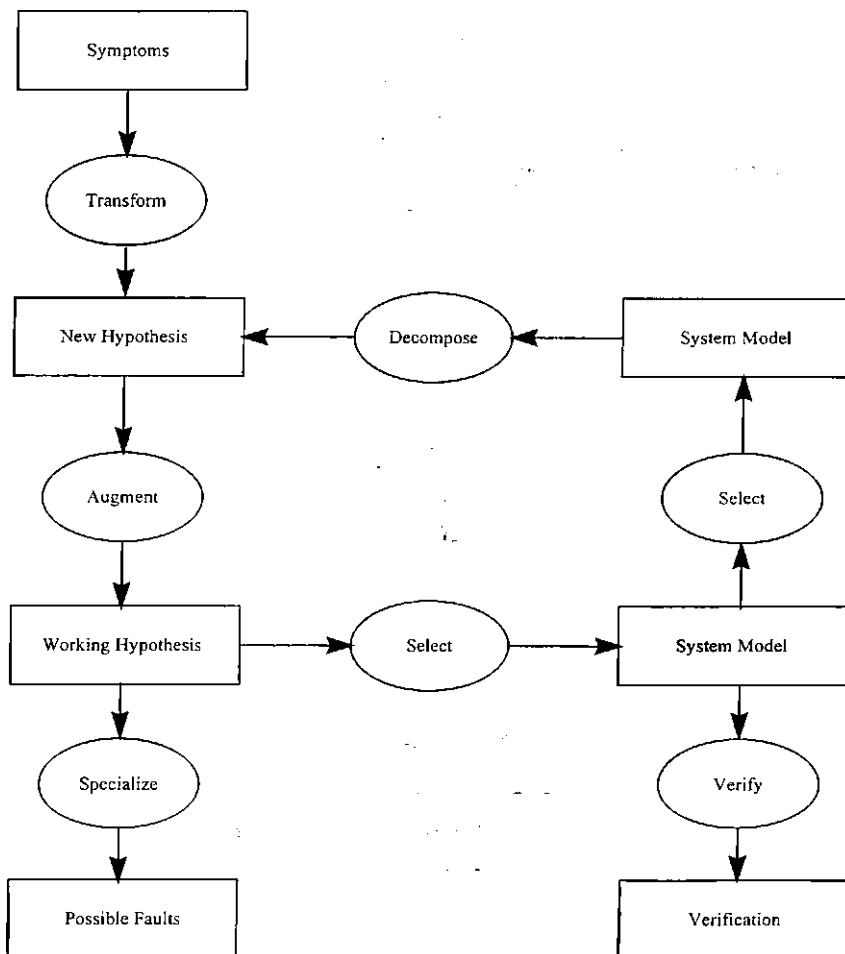 Symptoms
Transform
New Hypothesis
Decompose
System Model
Augment
Select
Working Hypothesis
Select
System Model
Specialize
Verify
Possible Faults
Verification